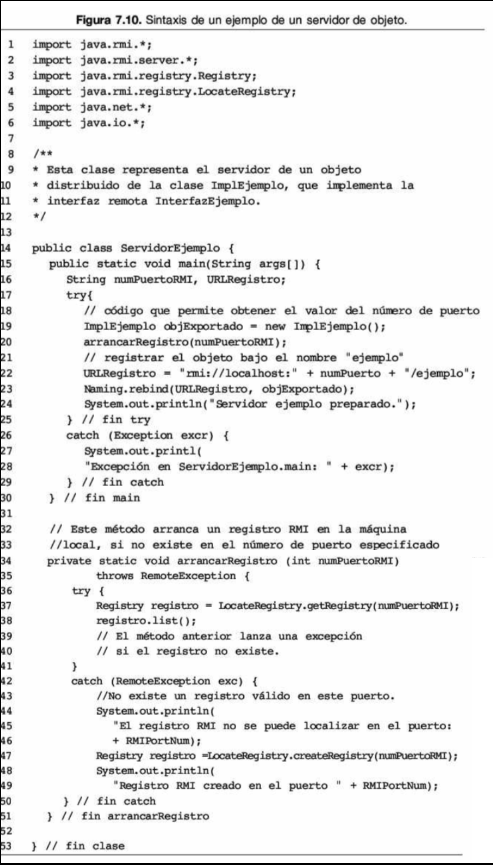 Figura 7.10. Sintaxis de un ejemplo de un servidor de objeto.
1 import java.rmi.*;
2 import java.rmi.server.*;
3 import java.rmi.registry.Registry;
4 import java.rmi.registry.LocateRegistry;
5 import java.net.*;
6 import java.io.*;
7
8 /**
9 * Esta clase representa el servidor de un objeto
10 * distribuido de la clase ImplEjemplo, que implementa la
11 * interfaz remota InterfazEjemplo.
12 */
13
14 public class ServidorEjemplo {
15 public static void main(String args[]) {
16 String numPuertoRMI, URLRegistro;
17 try{
18 // código que permite obtener el valor del número de puerto
19 ImplEjemplo objExportado = new ImplEjemplo();
20 arrancarRegistro(numPuertoRMI);
21 // registrar el objeto bajo el nombre "ejemplo"
22 URLRegistro = "rmi://localhost:" + numPuerto + "/ejemplo";
23 Naming.rebind(URLRegistro, objExportado);
24 System.out.println("Servidor ejemplo preparado.");
25 } // fin try
26 catch (Exception excr) {
27 System.out.printl(
28 "Excepción en ServidorEjemplo.main: " + excr);
29 } // fin catch
30 } // fin main
31
32 // Este método arranca un registro RMI en la máquina
33 //local, si no existe en el número de puerto especificado
34 private static void arrancarRegistro (int numPuertoRMI)
35 throws RemoteException {
36 try {
37 Registry registro = LocateRegistry.getRegistry(numPuertoRMI);
38 registro.list();
39 // El método anterior lanza una excepción
40 // si el registro no existe.
41 }
42 catch (RemoteException exc) {
43 //No existe un registro válido en este puerto.
44 System.out.println(
45 "El registro RMI no se puede localizar en el puerto:
46 + RMIPortNum);
47 Registry registro =LocateRegistry.createRegistry(numPuertoRMI);
48 System.out.println(
49 "Registro RMI creado en el puerto " + RMIPortNum);
50 } // fin catch
51 } // fin arrancarRegistro
52
53 } // fin clase